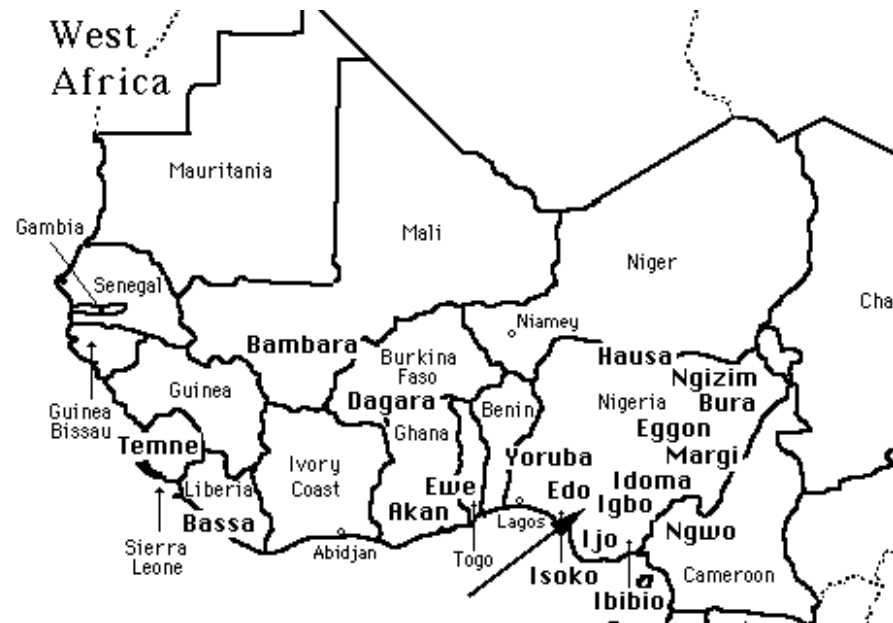 West
Africa
Mauritania
Gambia
Mali
Senegal
Niger
Cha
Niamey
Bambara
Burkina
Faso
Hausa
Ngizim
Guinea
Dagara
Benin
Nigeria
Bura
Guinea
Bissau
Ghana
Eggon
Temne
Margi
Yoruba
Ivory
Coast
Liberia
Ewe
Edo
Idoma
Igbo
Bassa
Akan
Lagos
Ijo
Ngwo
Sierra
Leone
Abidjan
Togo
Isoko
Cameroon
Ibibio